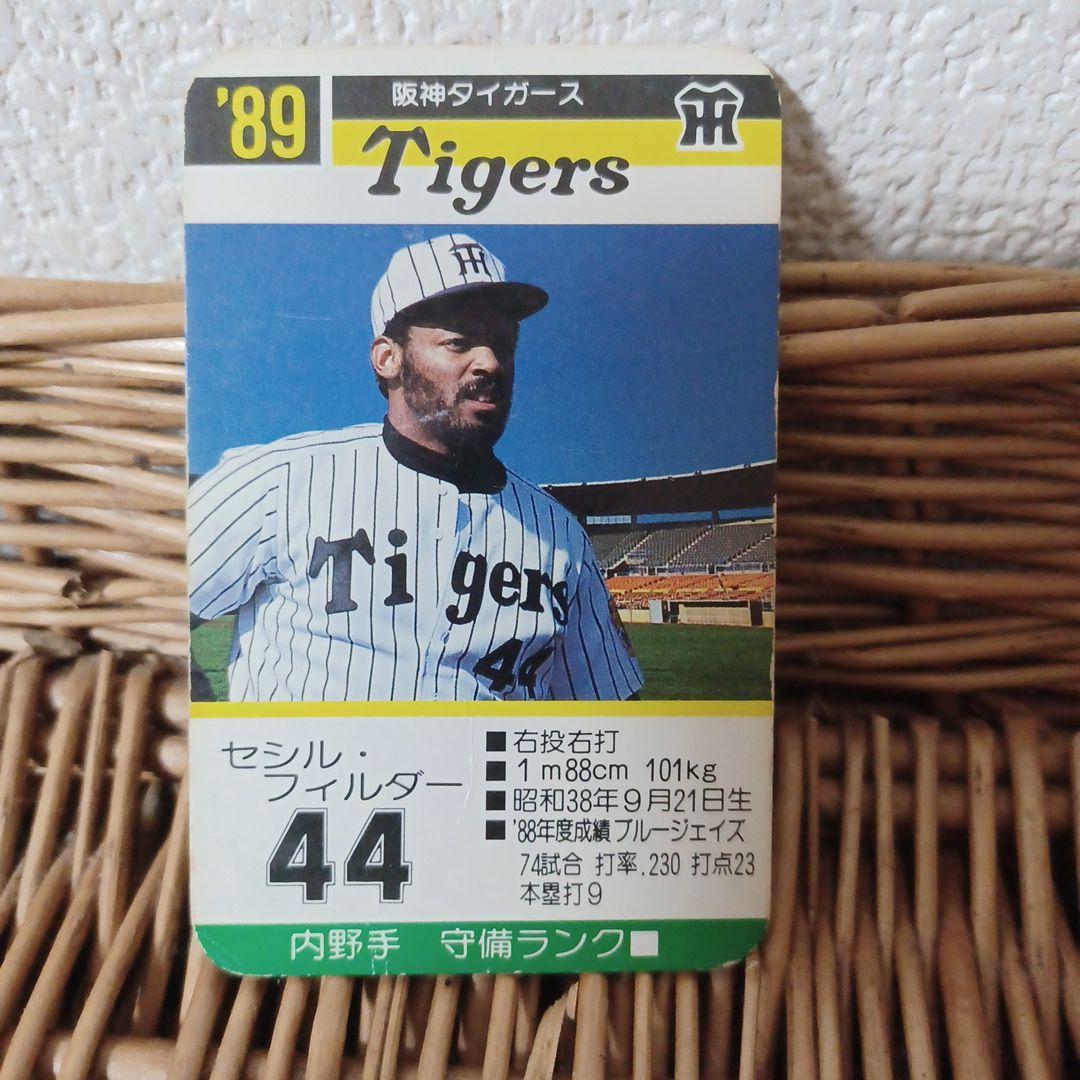 '89
阪神タイガース
Tigers
TH
TH
Tigers
44
セシル・
フィルダー
44
■右投右打
■1m88cm 101kg
■昭和38年9月21日生
■'88年度成績 ブルージェイズ
74試合 打率.230 打点23
本塁打9
内野手 守備ランク□